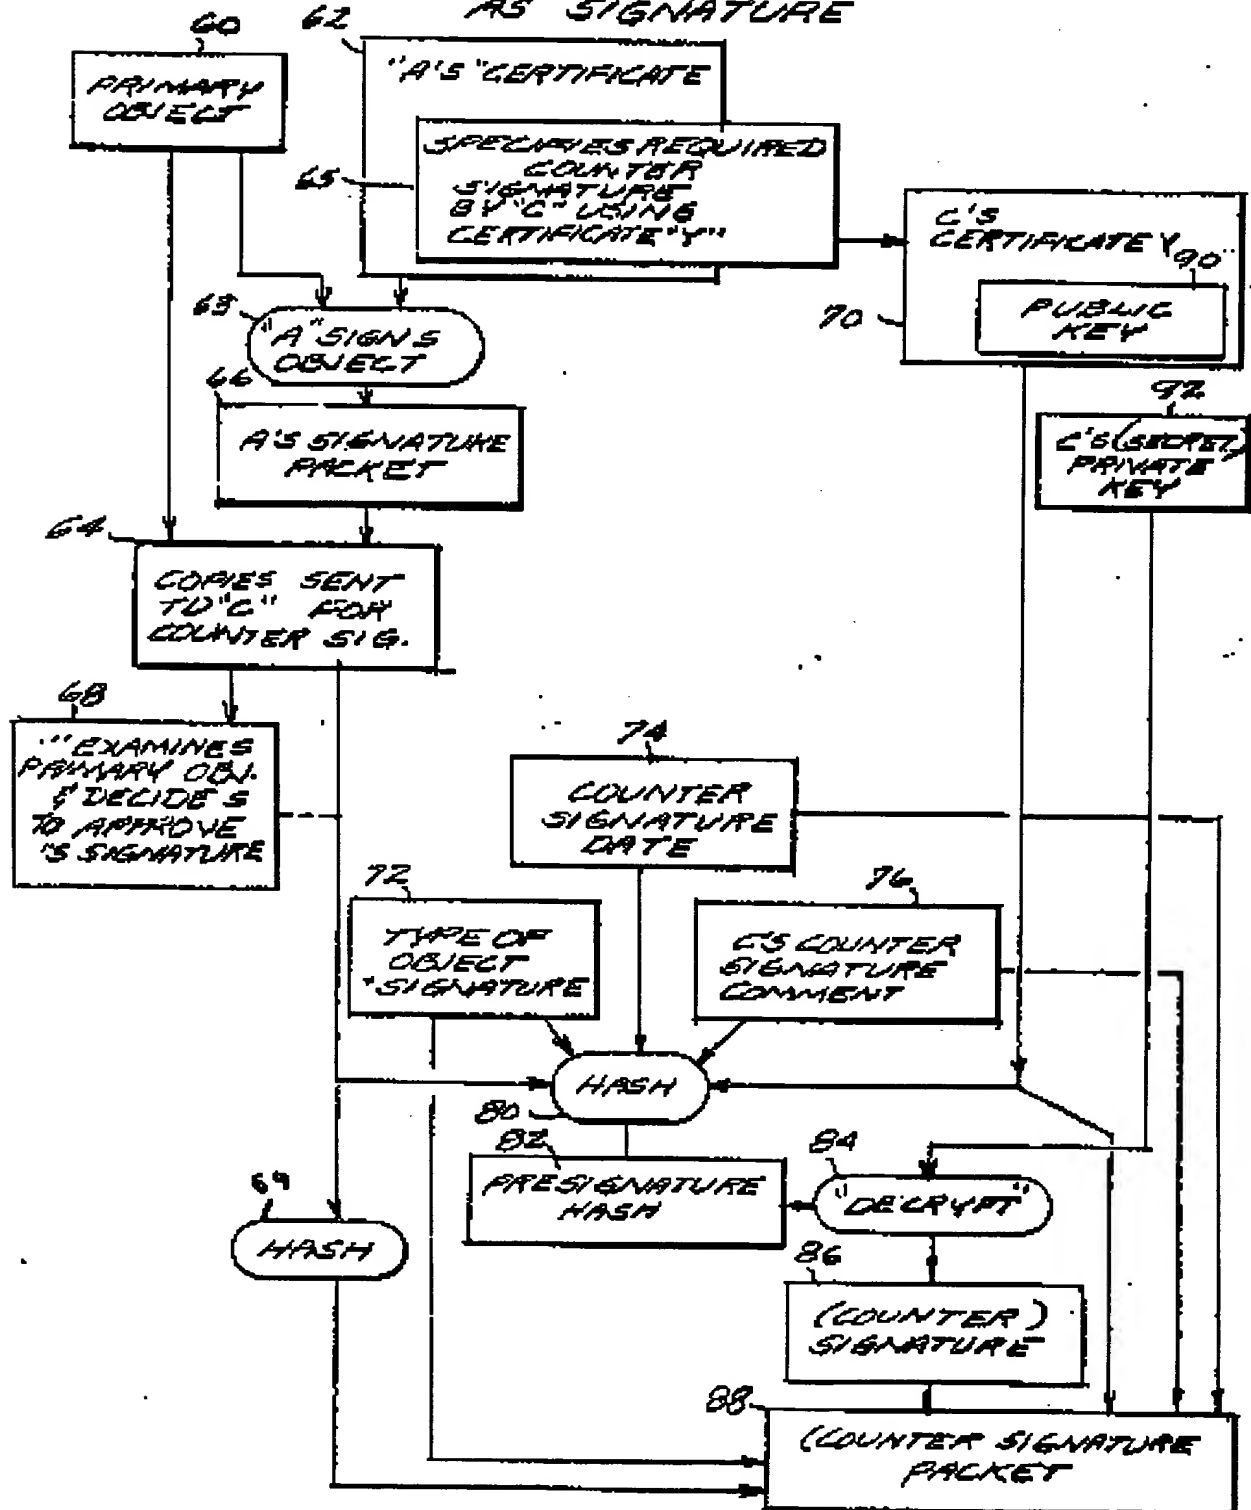 AS SIGNATURE
60
PRIMARY
OBJECT
62
"A'S" CERTIFICATE
65
SPECIFIES REQUIRED
COUNTER
SIGNATURE
BY "C" USING
CERTIFICATE "Y"
C'S
CERTIFICATE Y
90
70
PUBLIC
KEY
63
"A" SIGNS
OBJECT
66
A'S SIGNATURE
PACKET
92
C'S (SECRET)
PRIVATE
KEY
64
COPIES SENT
TO "C" FOR
COUNTER SIG.
68
"" EXAMINES
PRIMARY OBJ.
& DECIDES
TO APPROVE
'S SIGNATURE
74
COUNTER
SIGNATURE
DATE
72
TYPE OF
OBJECT
+ SIGNATURE
76
C'S COUNTER
SIGNATURE
COMMENT
HASH
80
82
PRESIGNATURE
HASH
84
"DECRYPT"
69
HASH
86
(COUNTER)
SIGNATURE
88
(COUNTER SIGNATURE
PACKET